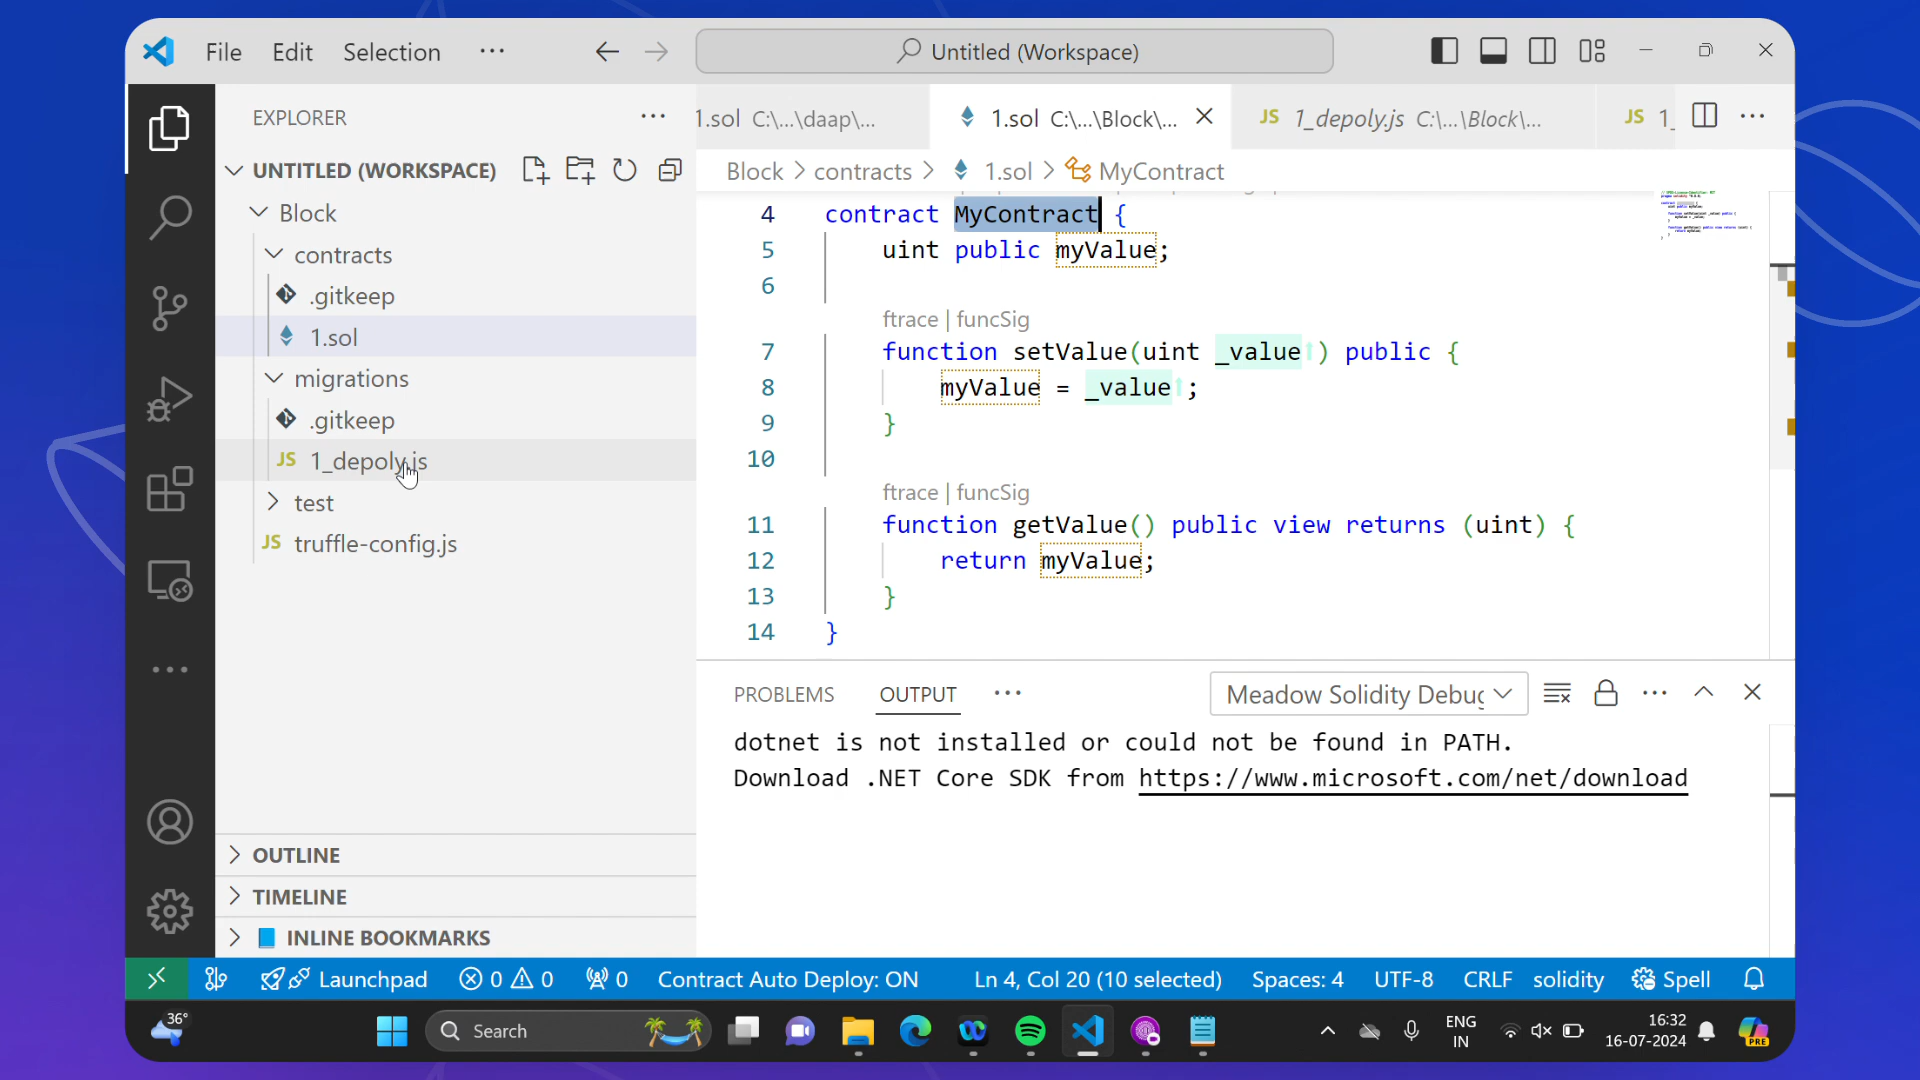 File Edit Selection ···
Untitled (Workspace)
EXPLORER ···
UNTITLED (WORKSPACE)
Block
contracts
.gitkeep
1.sol
migrations
.gitkeep
JS 1_depoly.js
test
JS truffle-config.js
OUTLINE
TIMELINE
INLINE BOOKMARKS
1.sol C:\...\daap\...
1.sol C:\...\Block\...
JS 1_depoly.js C:\...\Block\...
JS 1_
Block > contracts > 1.sol > MyContract
4 contract MyContract {
5 uint public myValue;
6
ftrace | funcSig
7 function setValue(uint _value↑) public {
8 myValue = _value↑;
9 }
10
ftrace | funcSig
11 function getValue() public view returns (uint) {
12 return myValue;
13 }
14 }
PROBLEMS OUTPUT ···
Meadow Solidity Debug
dotnet is not installed or could not be found in PATH.
Download .NET Core SDK from https://www.microsoft.com/net/download
Launchpad 0 0 0 Contract Auto Deploy: ON Ln 4, Col 20 (10 selected) Spaces: 4 UTF-8 CRLF solidity Spell
36°
Search
ENG
IN
16:32
16-07-2024
PRE